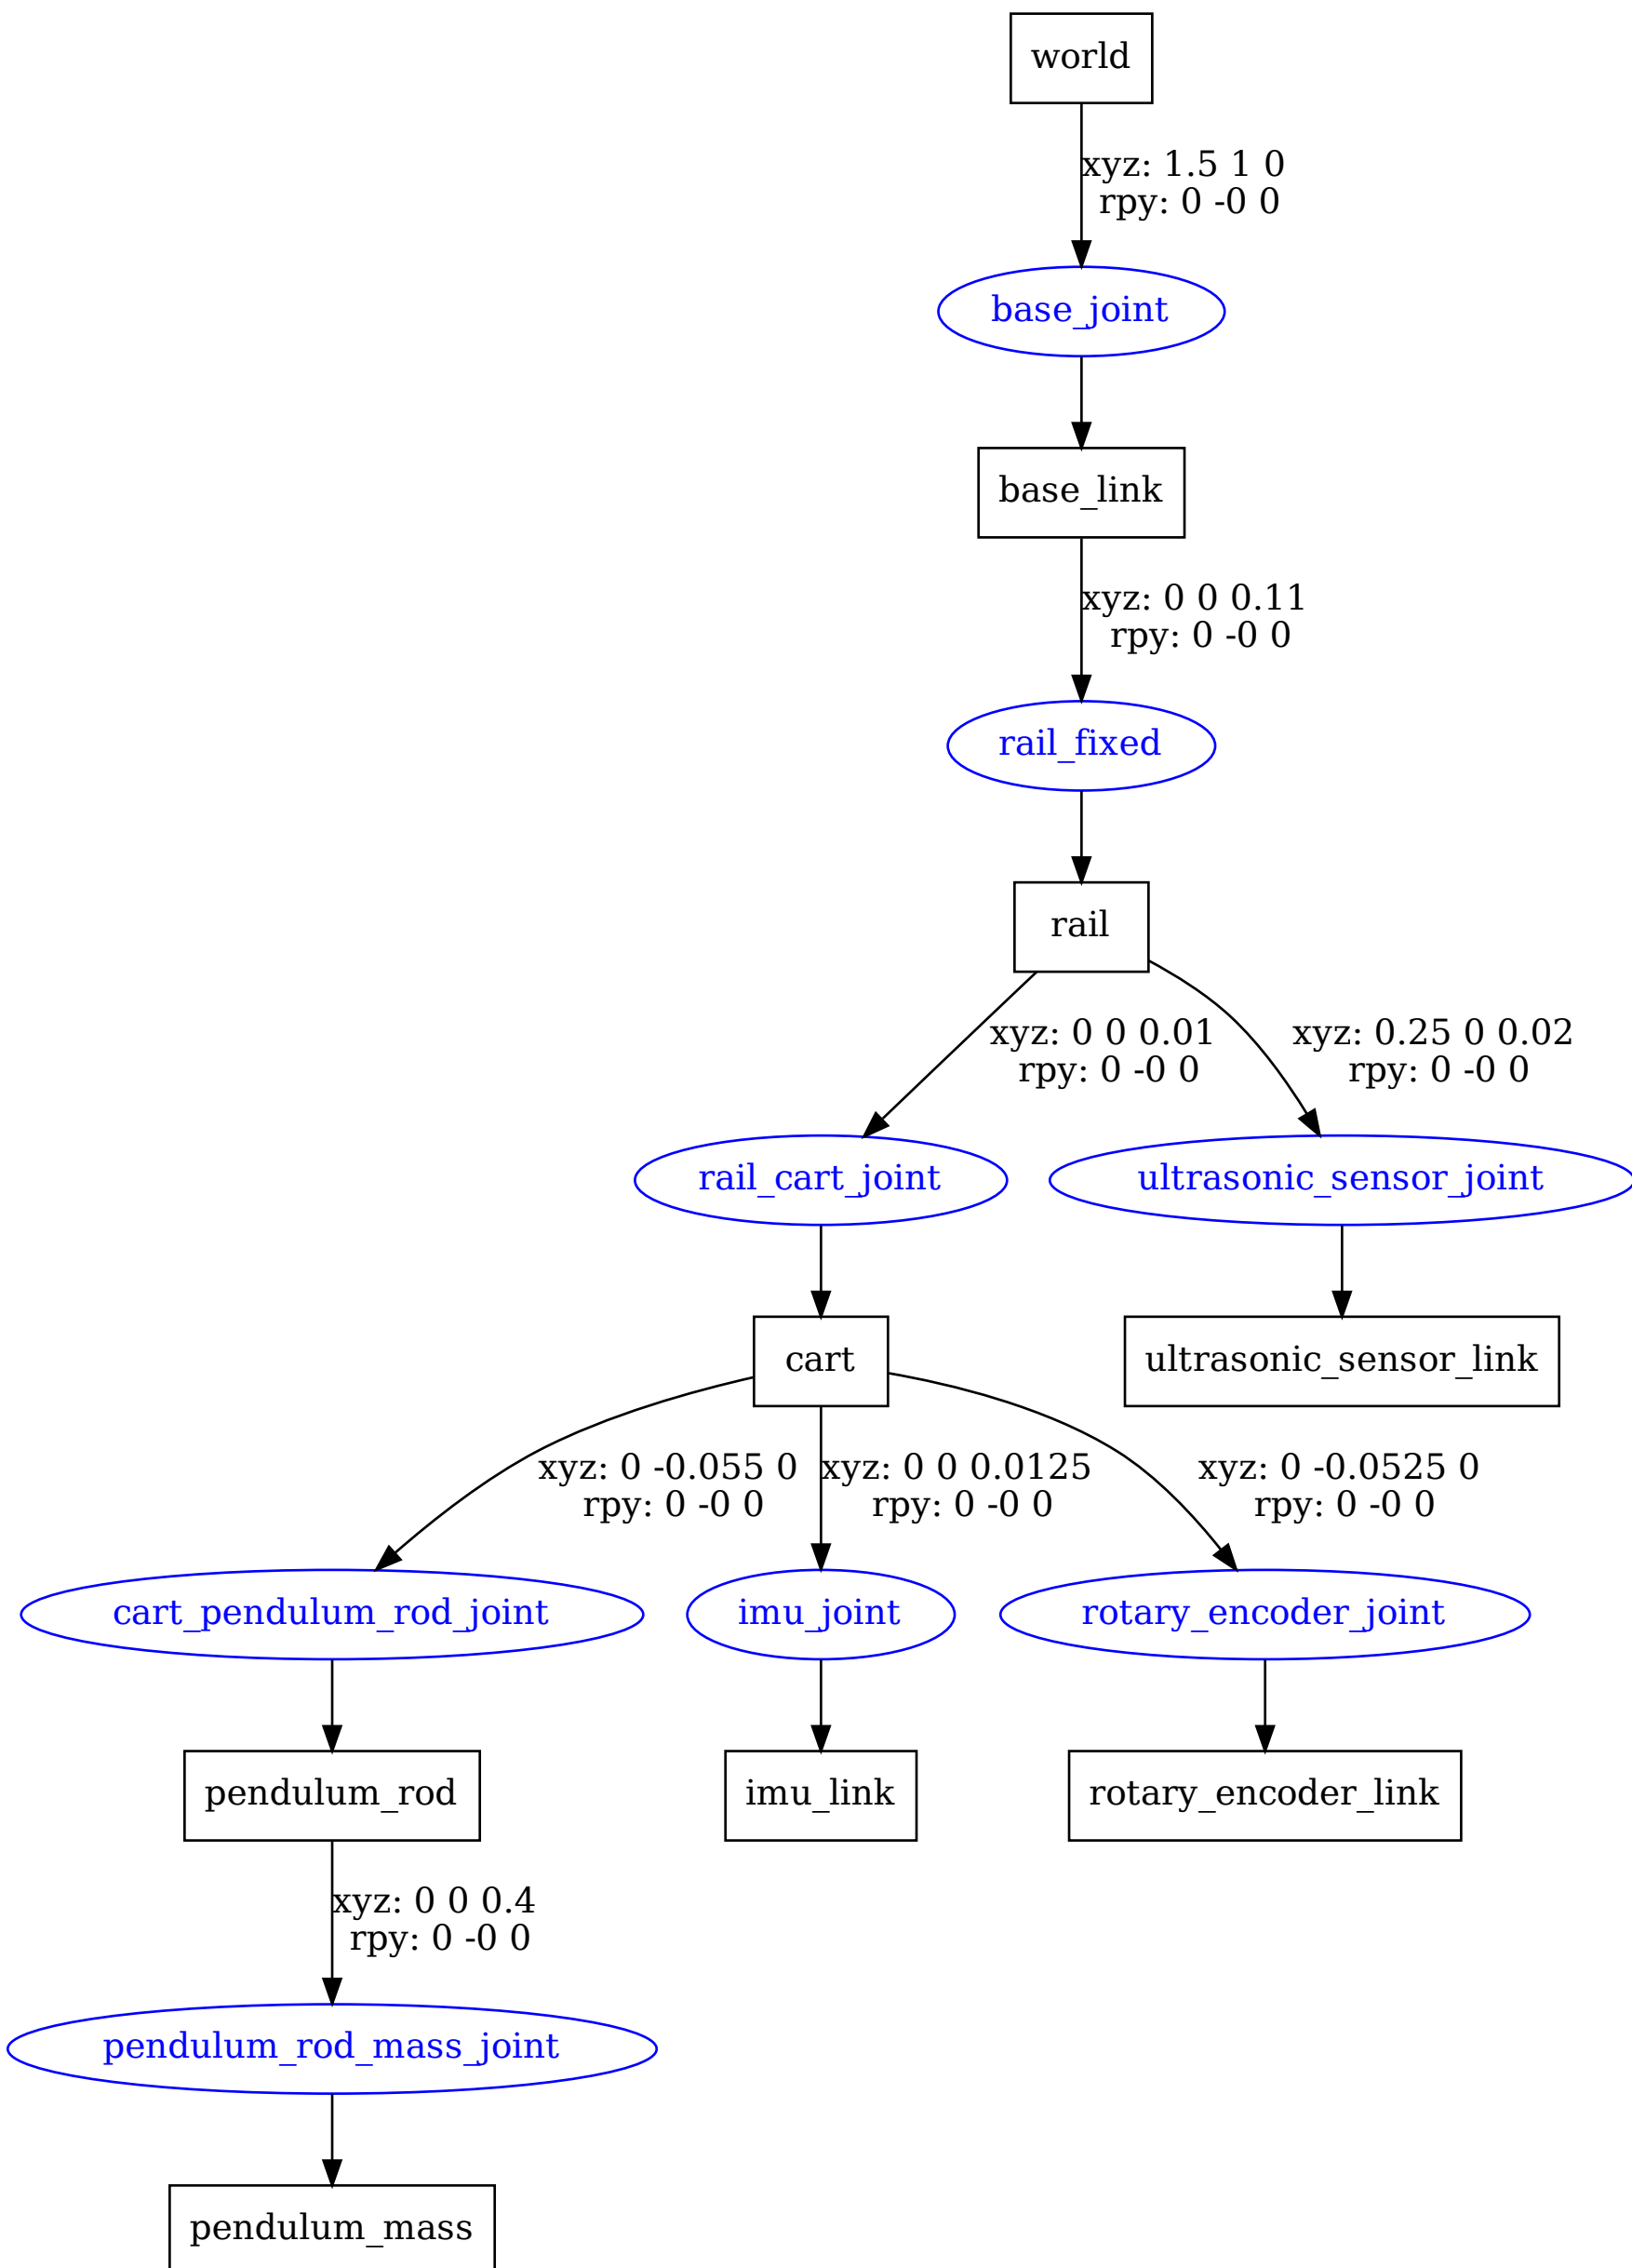 world
xyz: 1.5 1 0
rpy: 0 -0 0
base_joint
base_link
xyz: 0 0 0.11
rpy: 0 -0 0
rail_fixed
rail
xyz: 0 0 0.01
rpy: 0 -0 0
xyz: 0.25 0 0.02
rpy: 0 -0 0
rail_cart_joint
ultrasonic_sensor_joint
cart
ultrasonic_sensor_link
xyz: 0 -0.055 0
rpy: 0 -0 0
xyz: 0 0 0.0125
rpy: 0 -0 0
xyz: 0 -0.0525 0
rpy: 0 -0 0
cart_pendulum_rod_joint
imu_joint
rotary_encoder_joint
pendulum_rod
imu_link
rotary_encoder_link
xyz: 0 0 0.4
rpy: 0 -0 0
pendulum_rod_mass_joint
pendulum_mass